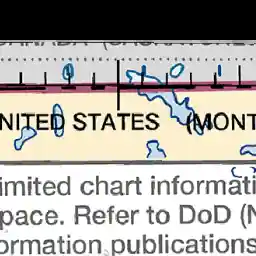 NITED STATES (MONT
imited chart informati
pace. Refer to DoD (N
ormation publications